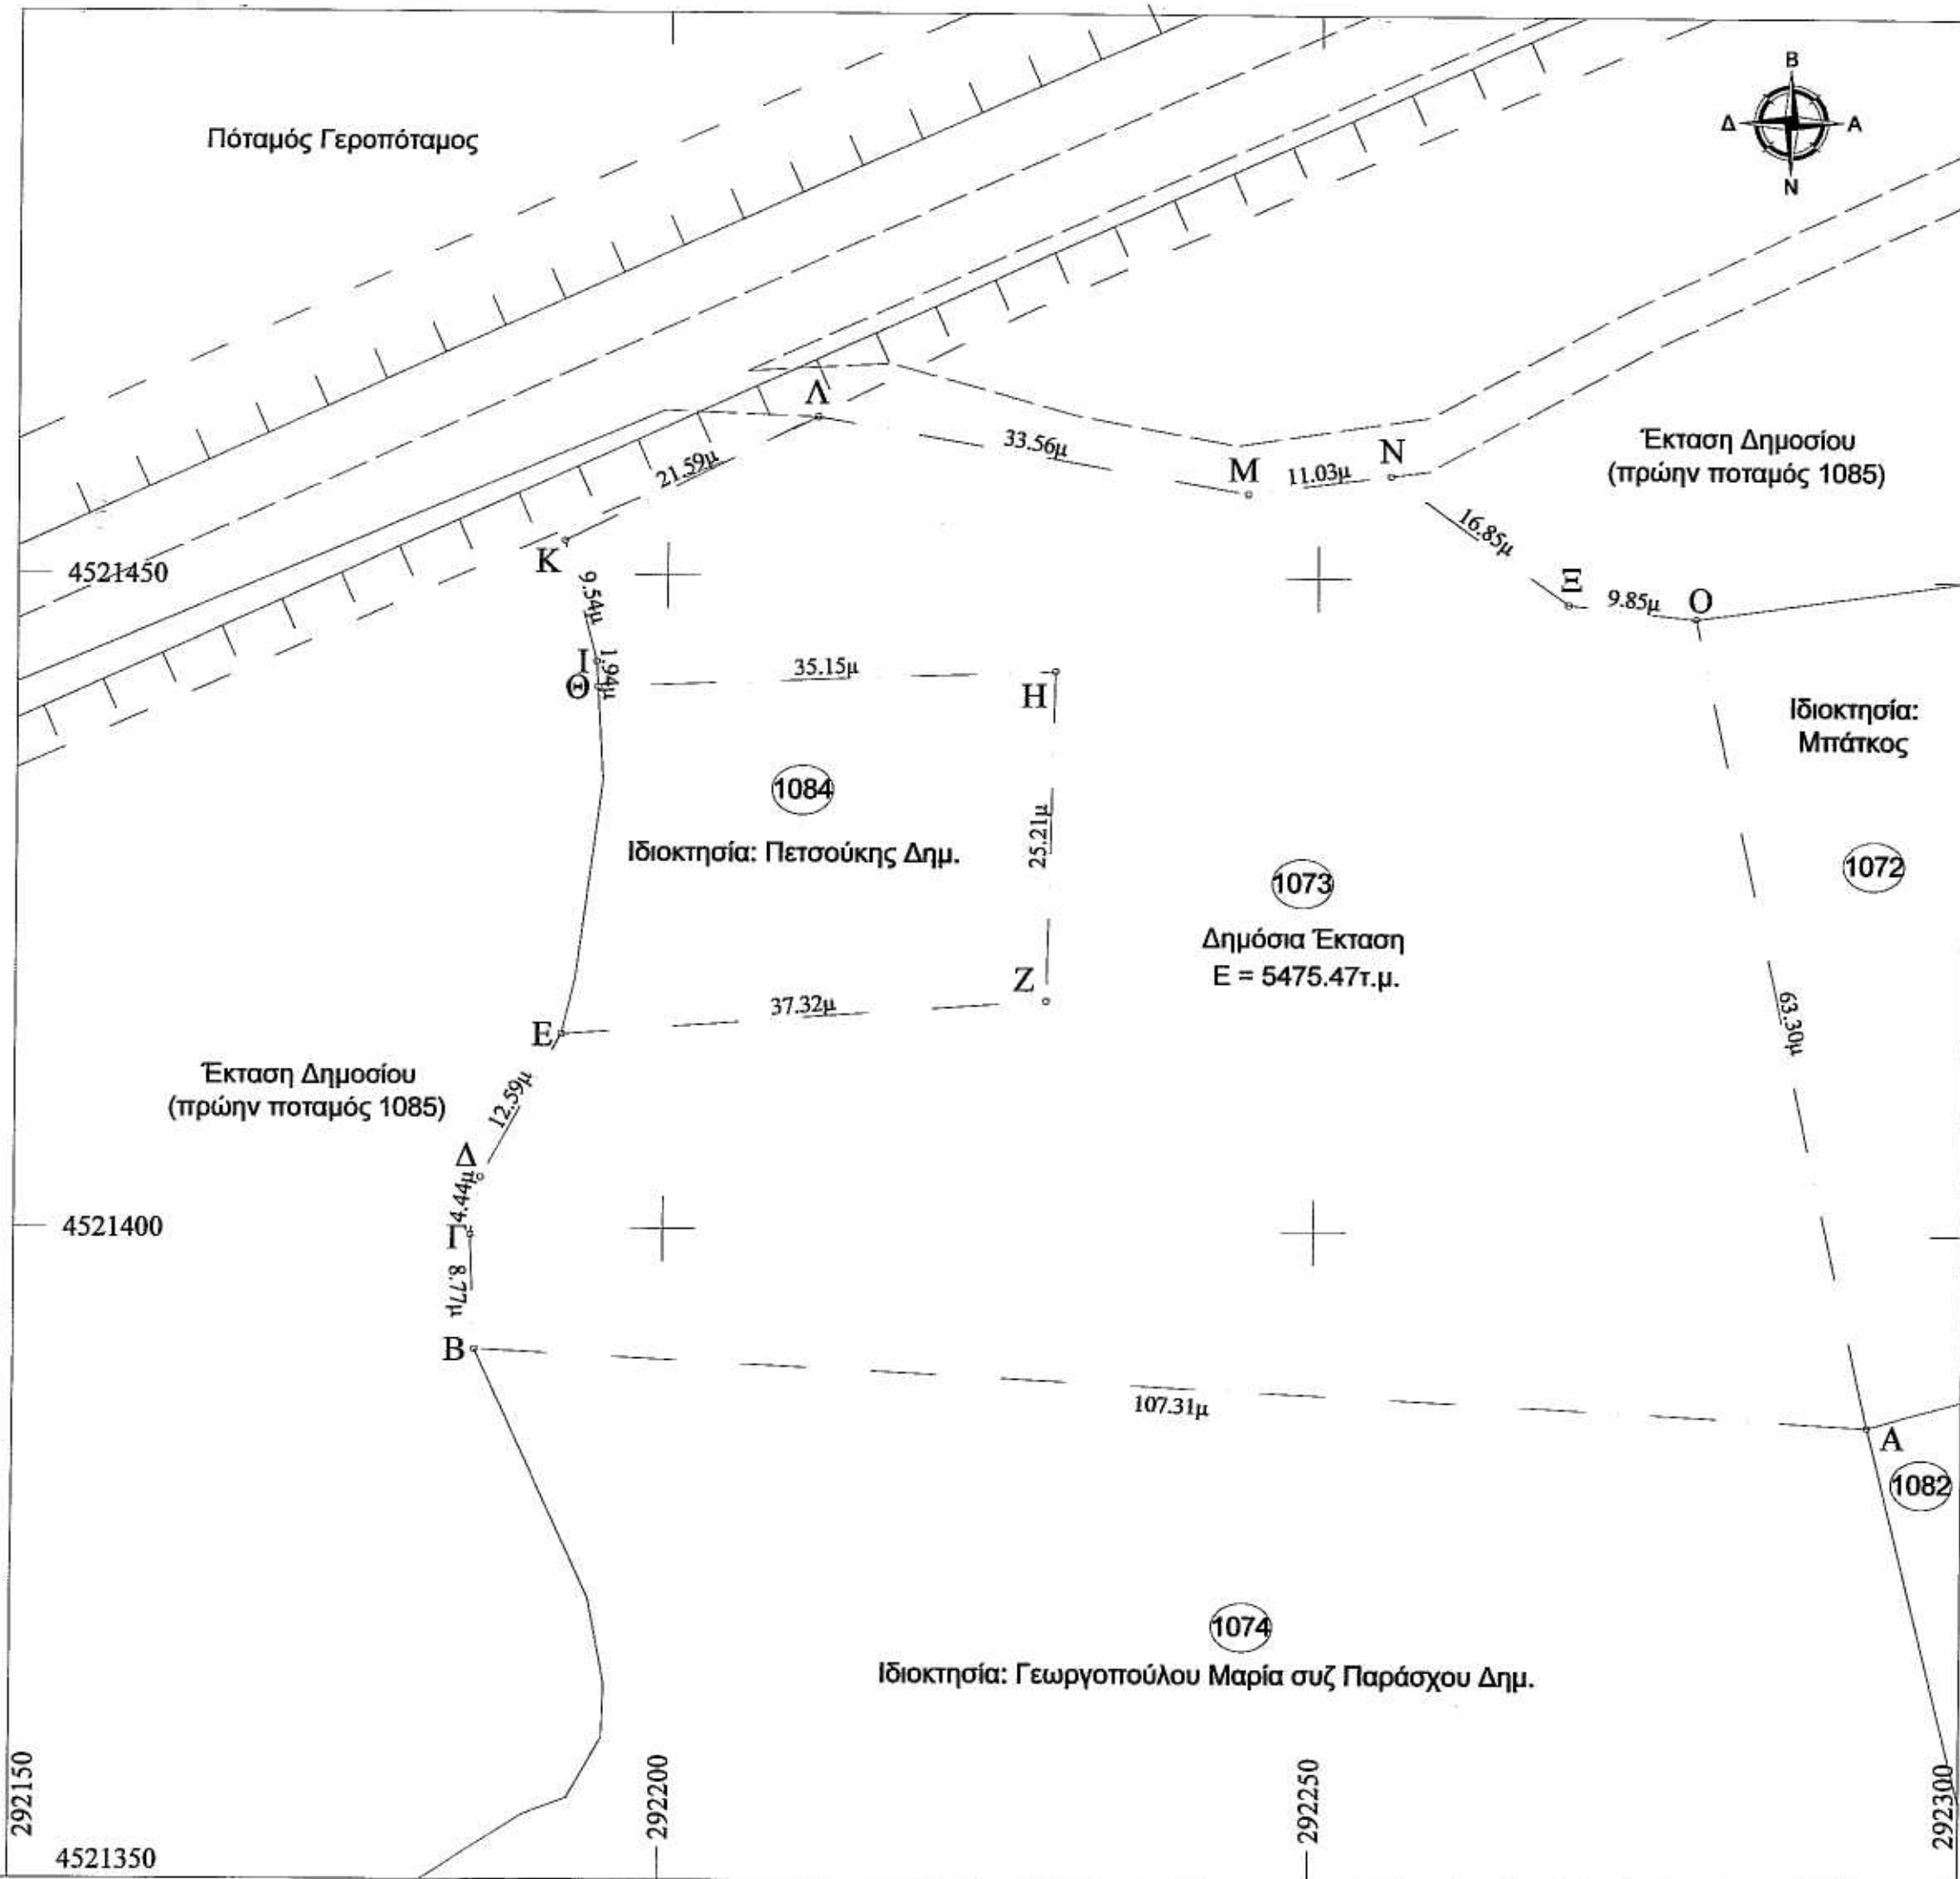 Β
Δ
Α
Ν
Πόταμός Γεροπόταμος
Λ
33.56μ
21.59μ
Μ
11.03μ
Ν
Έκταση Δημοσίου
(πρώην ποταμός 1085)
16.85μ
Κ
4521450
9.54μ
Ξ
9.85μ
Ο
Ι
1.94μ
Θ
35.15μ
Η
Ιδιοκτησία:
Μπάτκος
1084
Ιδιοκτησία: Πετσούκης Δημ.
25.21μ
1073
1072
Δημόσια Έκταση
Ε = 5475.47τ.μ.
Ζ
37.32μ
Ε
63.30μ
Έκταση Δημοσίου
(πρώην ποταμός 1085)
12.59μ
Δ
4.44μ
Γ
4521400
8.77μ
Β
107.31μ
Α
1082
1074
Ιδιοκτησία: Γεωργοπούλου Μαρία συζ Παράσχου Δημ.
292150
292200
292250
292300
4521350